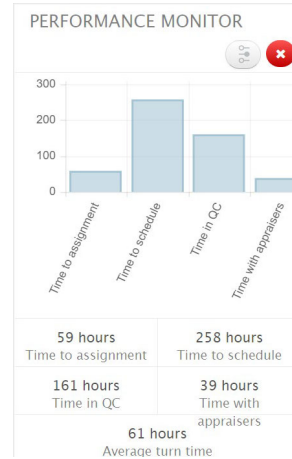 PERFORMANCE MONITOR
300
200
100
0
Time to assignment
Time to schedule
Time in QC
Time with appraisers
59 hours
Time to assignment
258 hours
Time to schedule
161 hours
Time in QC
39 hours
Time with
appraisers
61 hours
Average turn time